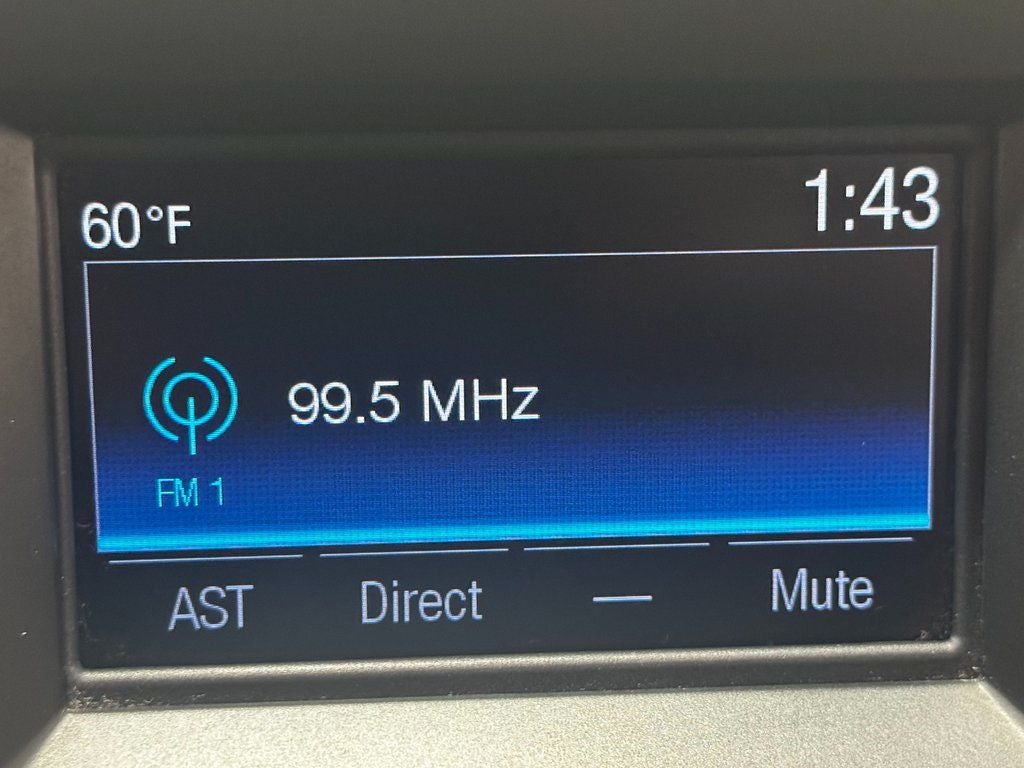 60°F 1:43
99.5 MHz
FM 1
AST Direct — Mute